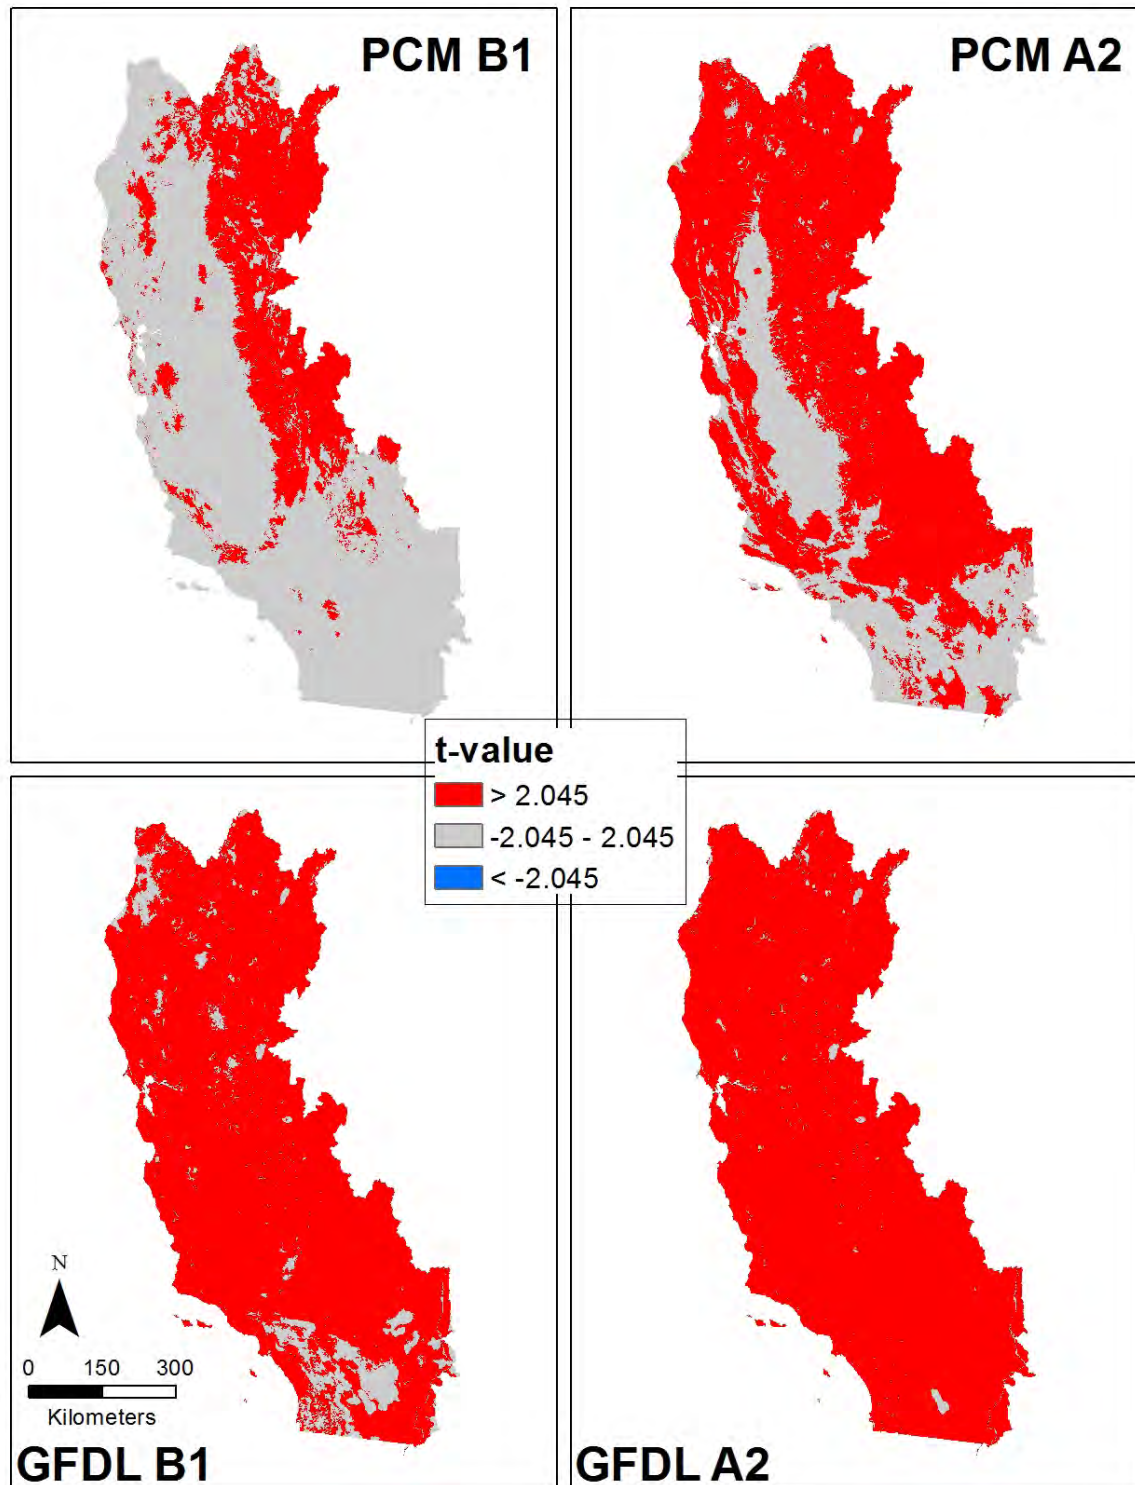 PCM B1
PCM A2
t-value
> 2.045
-2.045 - 2.045
< -2.045
N
0 150 300
Kilometers
GFDL B1
GFDL A2